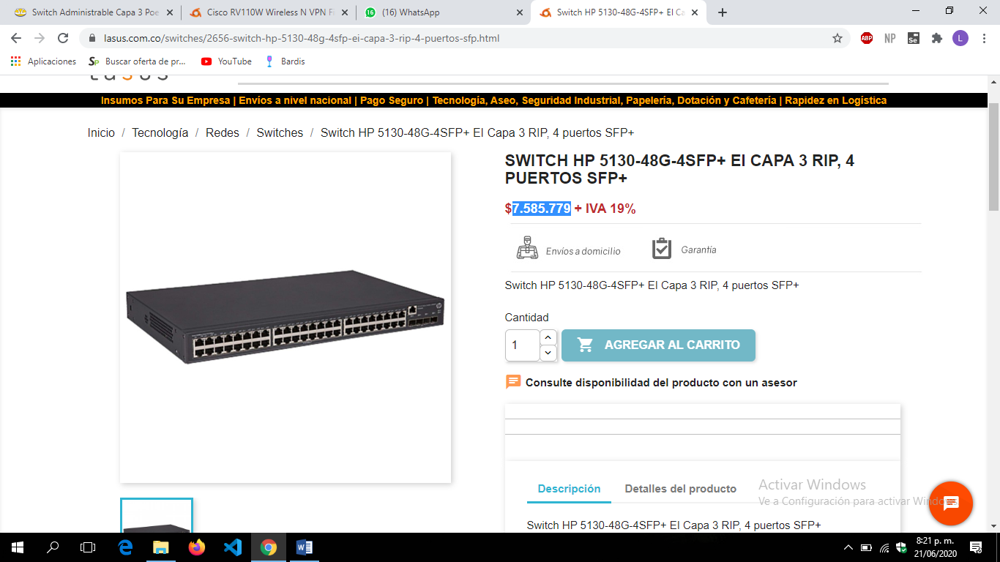 Switch Administrable Capa 3 Poe
Cisco RV110W Wireless N VPN Fi
16
(16) WhatsApp
Switch HP 5130-48G-4SFP+ EI Ca
lasus.com.co/switches/2656-switch-hp-5130-48g-4sfp-ei-capa-3-rip-4-puertos-sfp.html
ABP
NP
Se
L
Aplicaciones
Buscar oferta de pr...
YouTube
Bardis
lasus
Insumos Para Su Empresa | Envíos a nivel nacional | Pago Seguro | Tecnología, Aseo, Seguridad Industrial, Papelería, Dotación y Cafetería | Rapidez en Logística
Inicio / Tecnología / Redes / Switches / Switch HP 5130-48G-4SFP+ EI Capa 3 RIP, 4 puertos SFP+
SWITCH HP 5130-48G-4SFP+ EI CAPA 3 RIP, 4
PUERTOS SFP+
$7.585.779 + IVA 19%
Envíos a domicilio
Garantía
Switch HP 5130-48G-4SFP+ EI Capa 3 RIP, 4 puertos SFP+
Cantidad
1
AGREGAR AL CARRITO
Consulte disponibilidad del producto con un asesor
Descripción
Detalles del producto
Activar Windows
Ve a Configuración para activar Windows.
Switch HP 5130-48G-4SFP+ EI Capa 3 RIP, 4 puertos SFP+
8:21 p. m.
21/06/2020